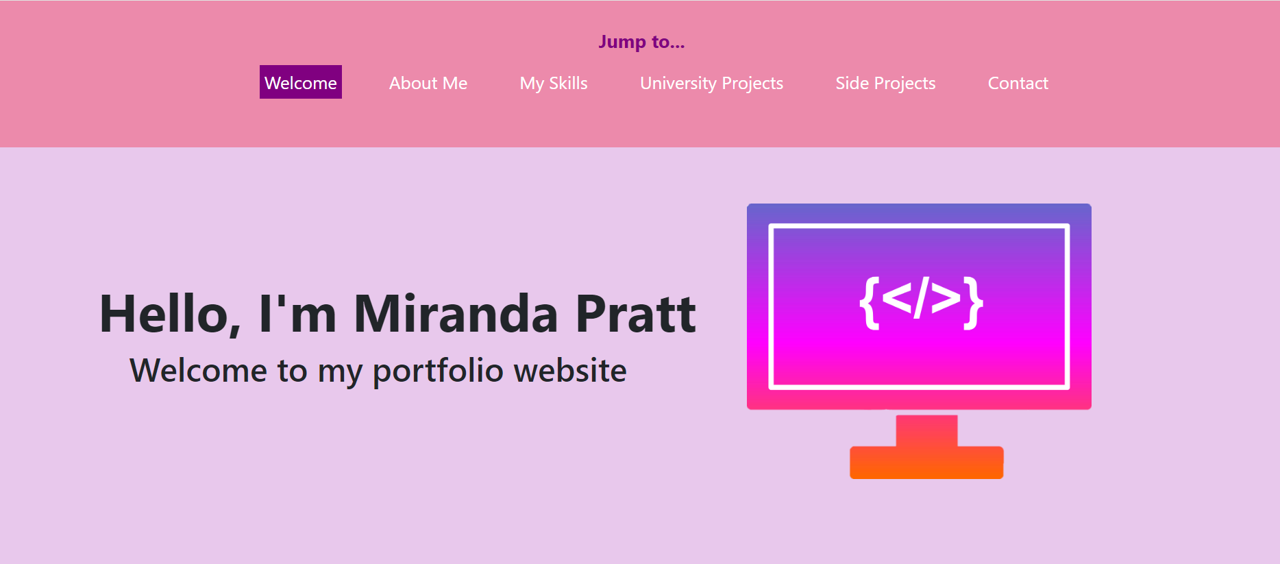 Jump to...
Welcome About Me My Skills University Projects Side Projects Contact
{</>}
Hello, I'm Miranda Pratt
Welcome to my portfolio website